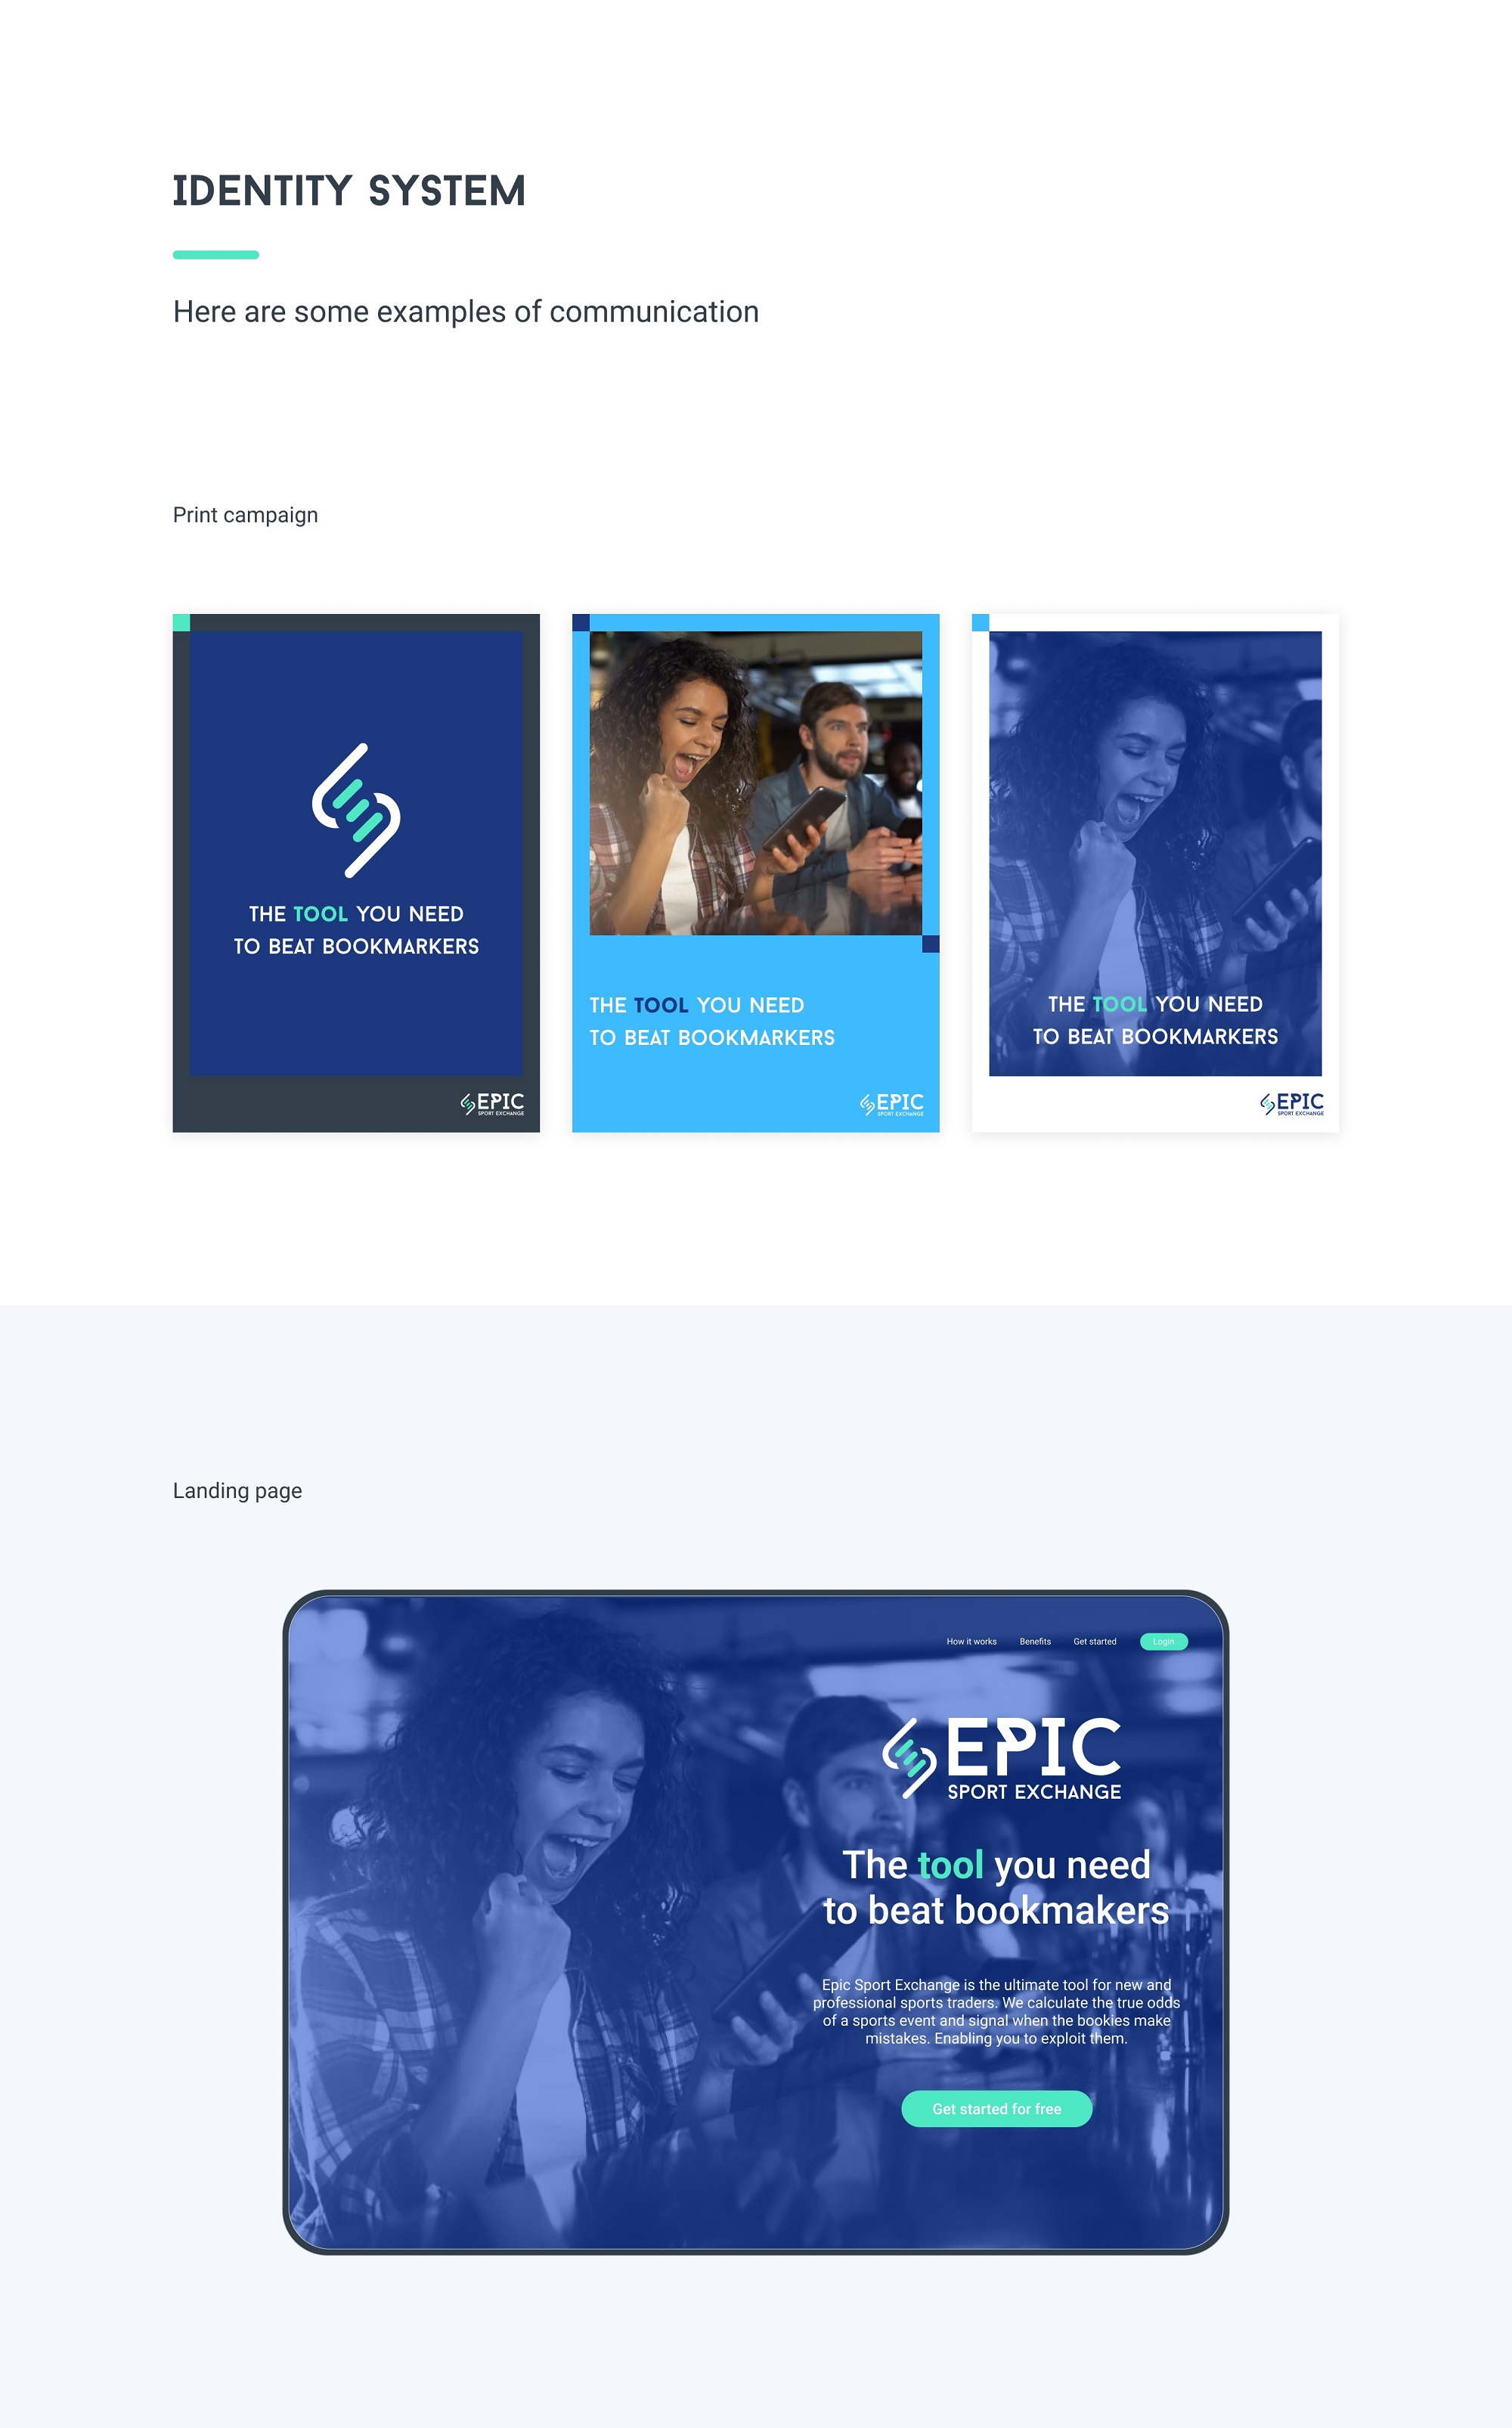 IDENTITY SYSTEM
Here are some examples of communication
Print campaign
THE TOOL YOU NEED
TO BEAT BOOKMARKERS
EPIC
SPORT EXCHANGE
THE TOOL YOU NEED
TO BEAT BOOKMARKERS
EPIC
SPORT EXCHANGE
THE TOOL YOU NEED
TO BEAT BOOKMARKERS
EPIC
SPORT EXCHANGE
Landing page
How it works Benefits Get started Login
EPIC
SPORT EXCHANGE
The tool you need
to beat bookmakers
Epic Sport Exchange is the ultimate tool for new and
professional sports traders. We calculate the true odds
of a sports event and signal when the bookies make
mistakes. Enabling you to exploit them.
Get started for free